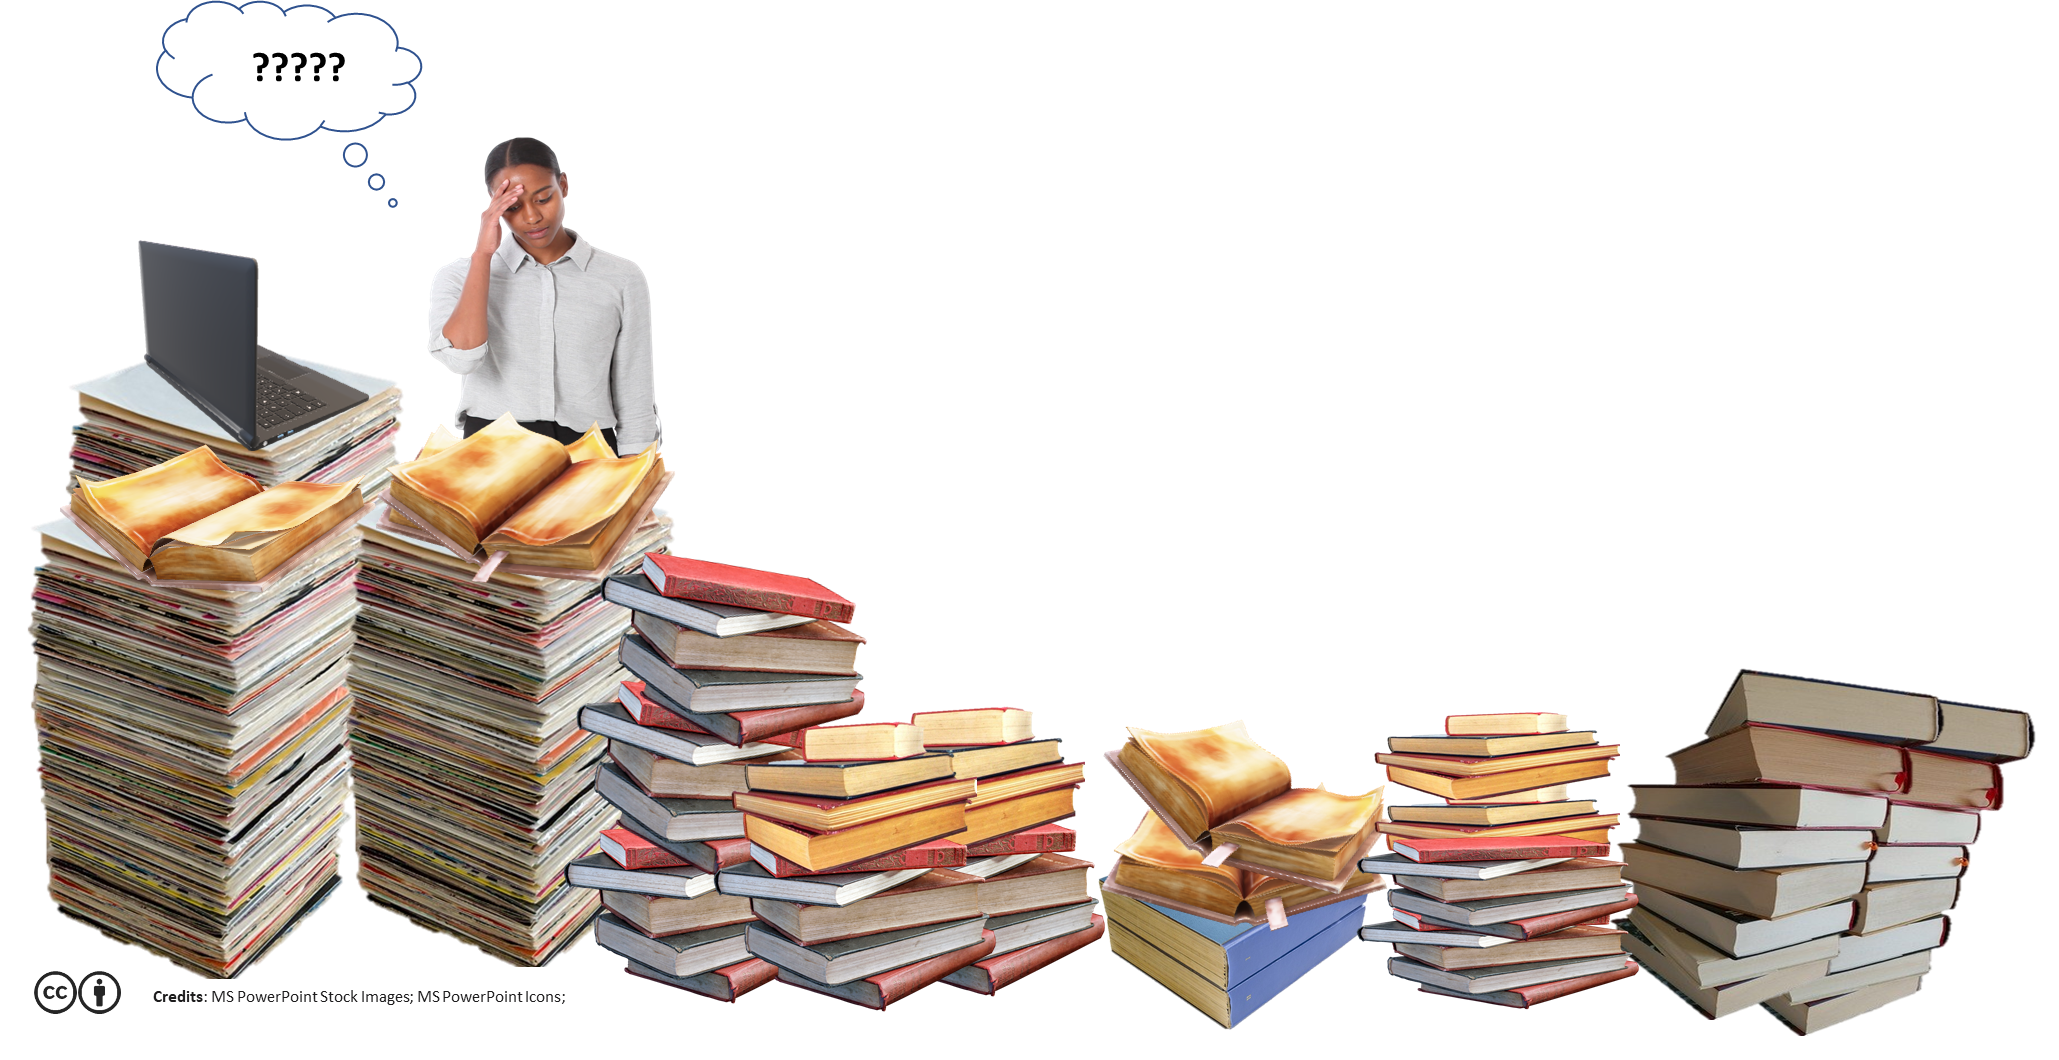 ?????
cc
Credits: MS PowerPoint Stock Images; MS PowerPoint Icons;